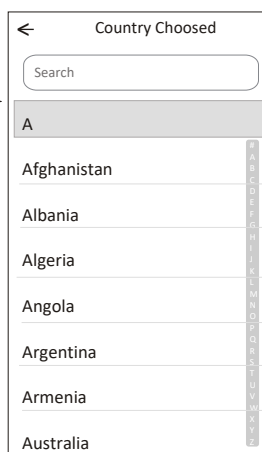 Country Choosed
Search
A
Afghanistan
Albania
Algeria
Angola
Argentina
Armenia
Australia
R
A
B
C
D
E
F
G
H
I
J
K
L
M
N
O
P
Q
R
S
T
U
V
W
X
Y
Z